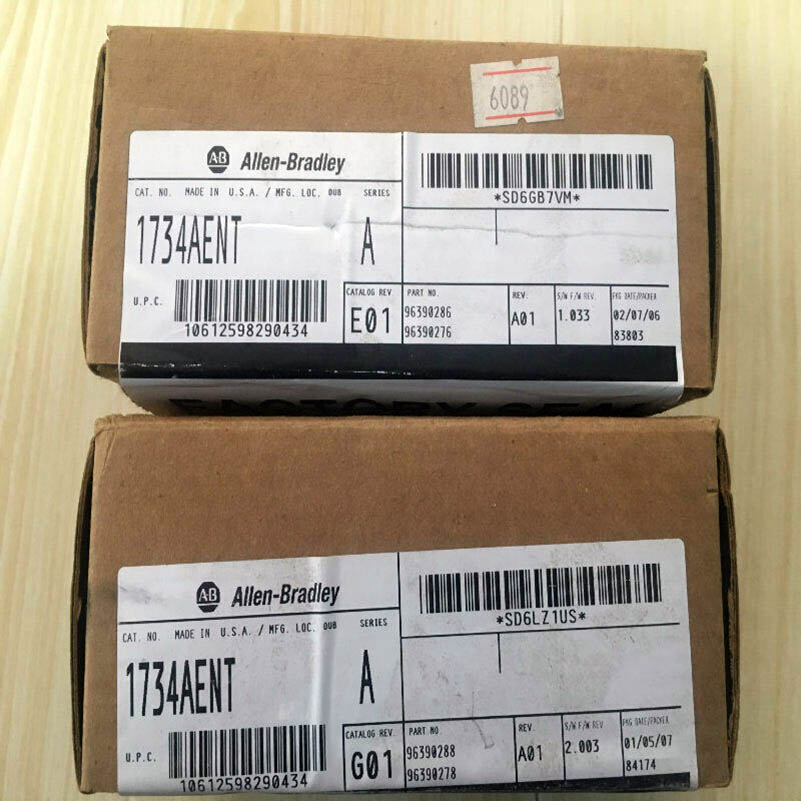 6089
AB Allen-Bradley
CAT. NO. MADE IN U.S.A. / MFG. LOC. DUB SERIES
1734AENT A
*SD6GB7VM*
U.P.C.
10612598290434
CATALOG REV.
E01
PART NO.
96390286
96390276
REV.
A01
S/W F/W REV.
1.033
PKG DATE/PACKER
02/07/06
83803
FACTORY
AB Allen-Bradley
CAT. NO. MADE IN U.S.A. / MFG. LOC. DUB SERIES
1734AENT A
*SD6LZ1US*
U.P.C.
10612598290434
CATALOG REV.
G01
PART NO.
96390288
96390278
REV.
A01
S/W F/W REV
2.003
PKG DATE/PACKER
01/05/07
84174